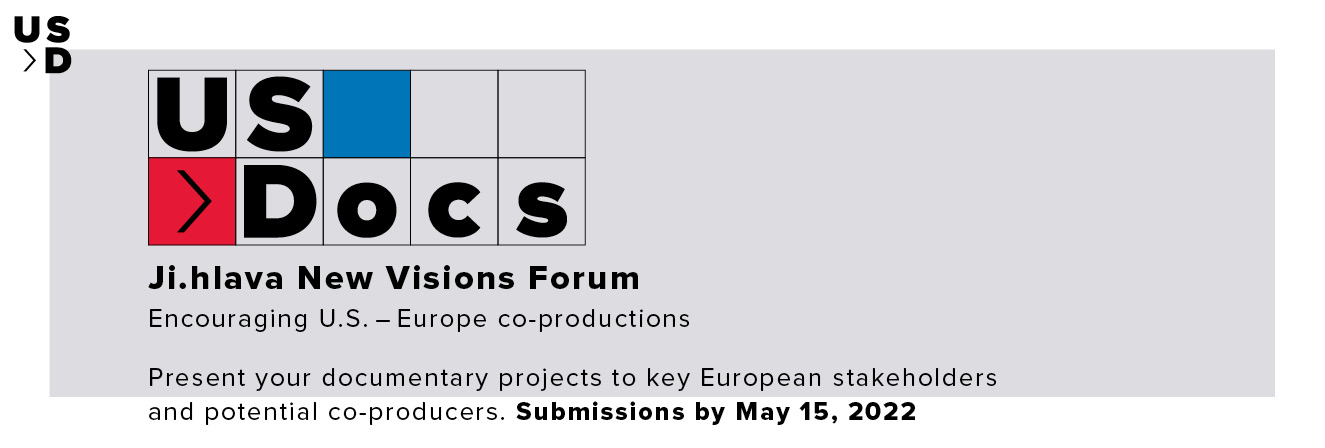 US
>D
US
>Docs
Ji.hlava New Visions Forum
Encouraging U.S. – Europe co-productions
Present your documentary projects to key European stakeholders
and potential co-producers. Submissions by May 15, 2022